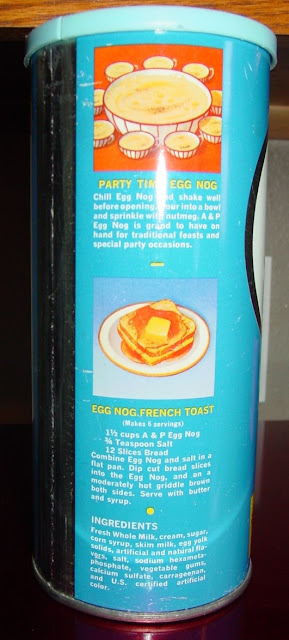 PARTY TIME EGG NOG
Chill Egg Nog and shake well
before opening. Pour into a bowl
and sprinkle with nutmeg. A & P
Egg Nog is grand to have on
hand for traditional feasts and
special party occasions.
EGG NOG FRENCH TOAST
(Makes 6 servings)
1½ cups A & P Egg Nog
¾ Teaspoon Salt
12 Slices Bread
Combine Egg Nog and salt in a
flat pan. Dip cut bread slices
into the Egg Nog, and on a
moderately hot griddle brown
both sides. Serve with butter
and syrup.
INGREDIENTS
Fresh Whole Milk, cream, sugar,
corn syrup, skim milk, egg yolk
solids, artificial and natural fla-
vors, salt, sodium hexameta-
phosphate, vegetable gums,
calcium sulfate, carrageenan,
and U.S. certified artificial
color.